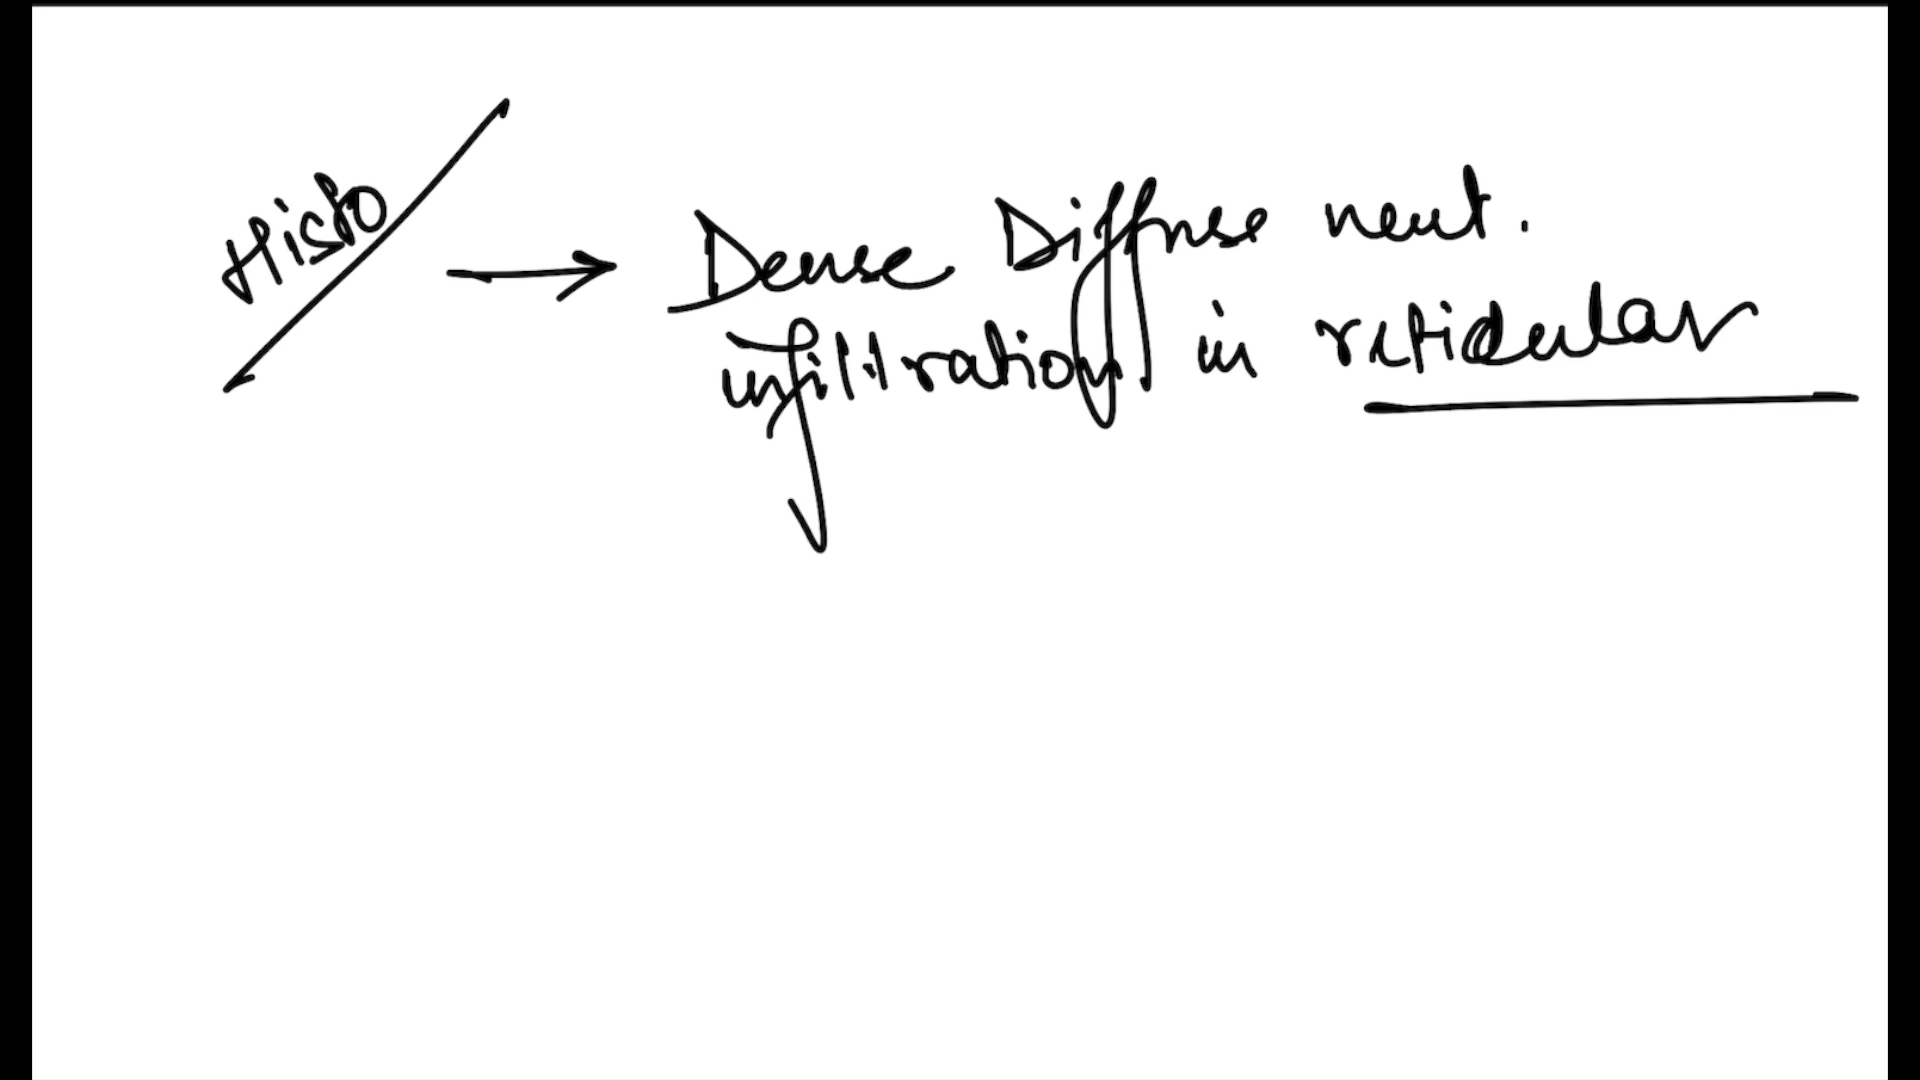 Histo
→ Dense Diffuse neut.
infiltration in reticular